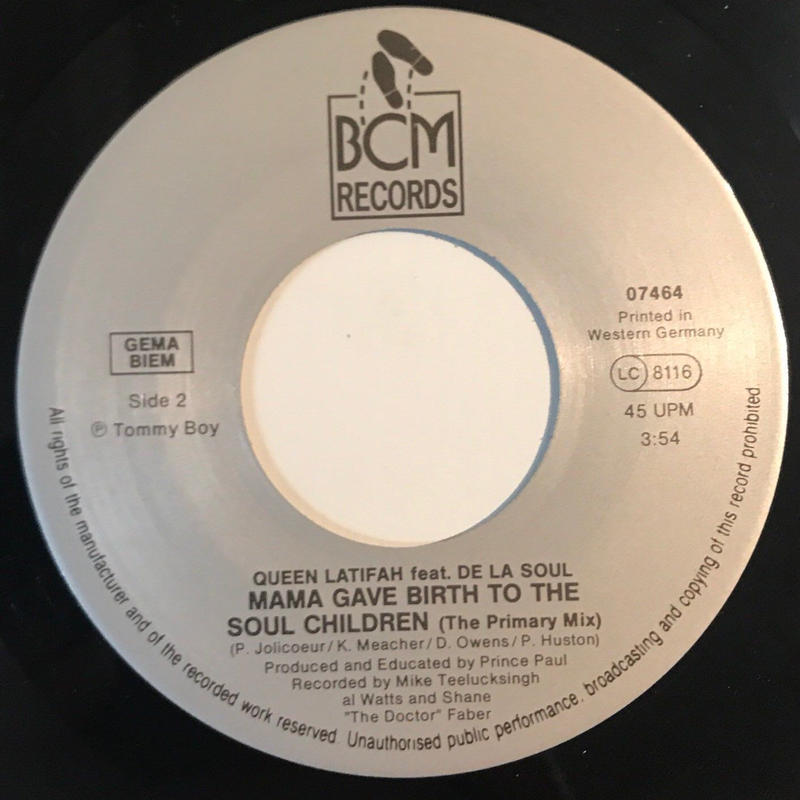 BCM
RECORDS
GEMA
BIEM
Side 2
℗ Tommy Boy
07464
Printed in
Western Germany
LC 8116
45 UPM
3:54
QUEEN LATIFAH feat. DE LA SOUL
MAMA GAVE BIRTH TO THE
SOUL CHILDREN (The Primary Mix)
(P. Jolicoeur/K. Meacher/D. Owens/P. Huston)
Produced and Educated by Prince Paul
Recorded by Mike Teelucksingh
al Watts and Shane
"The Doctor" Faber
All rights of the manufacturer and of the recorded work reserved. Unauthorised public performance, broadcasting and copying of this record prohibited.